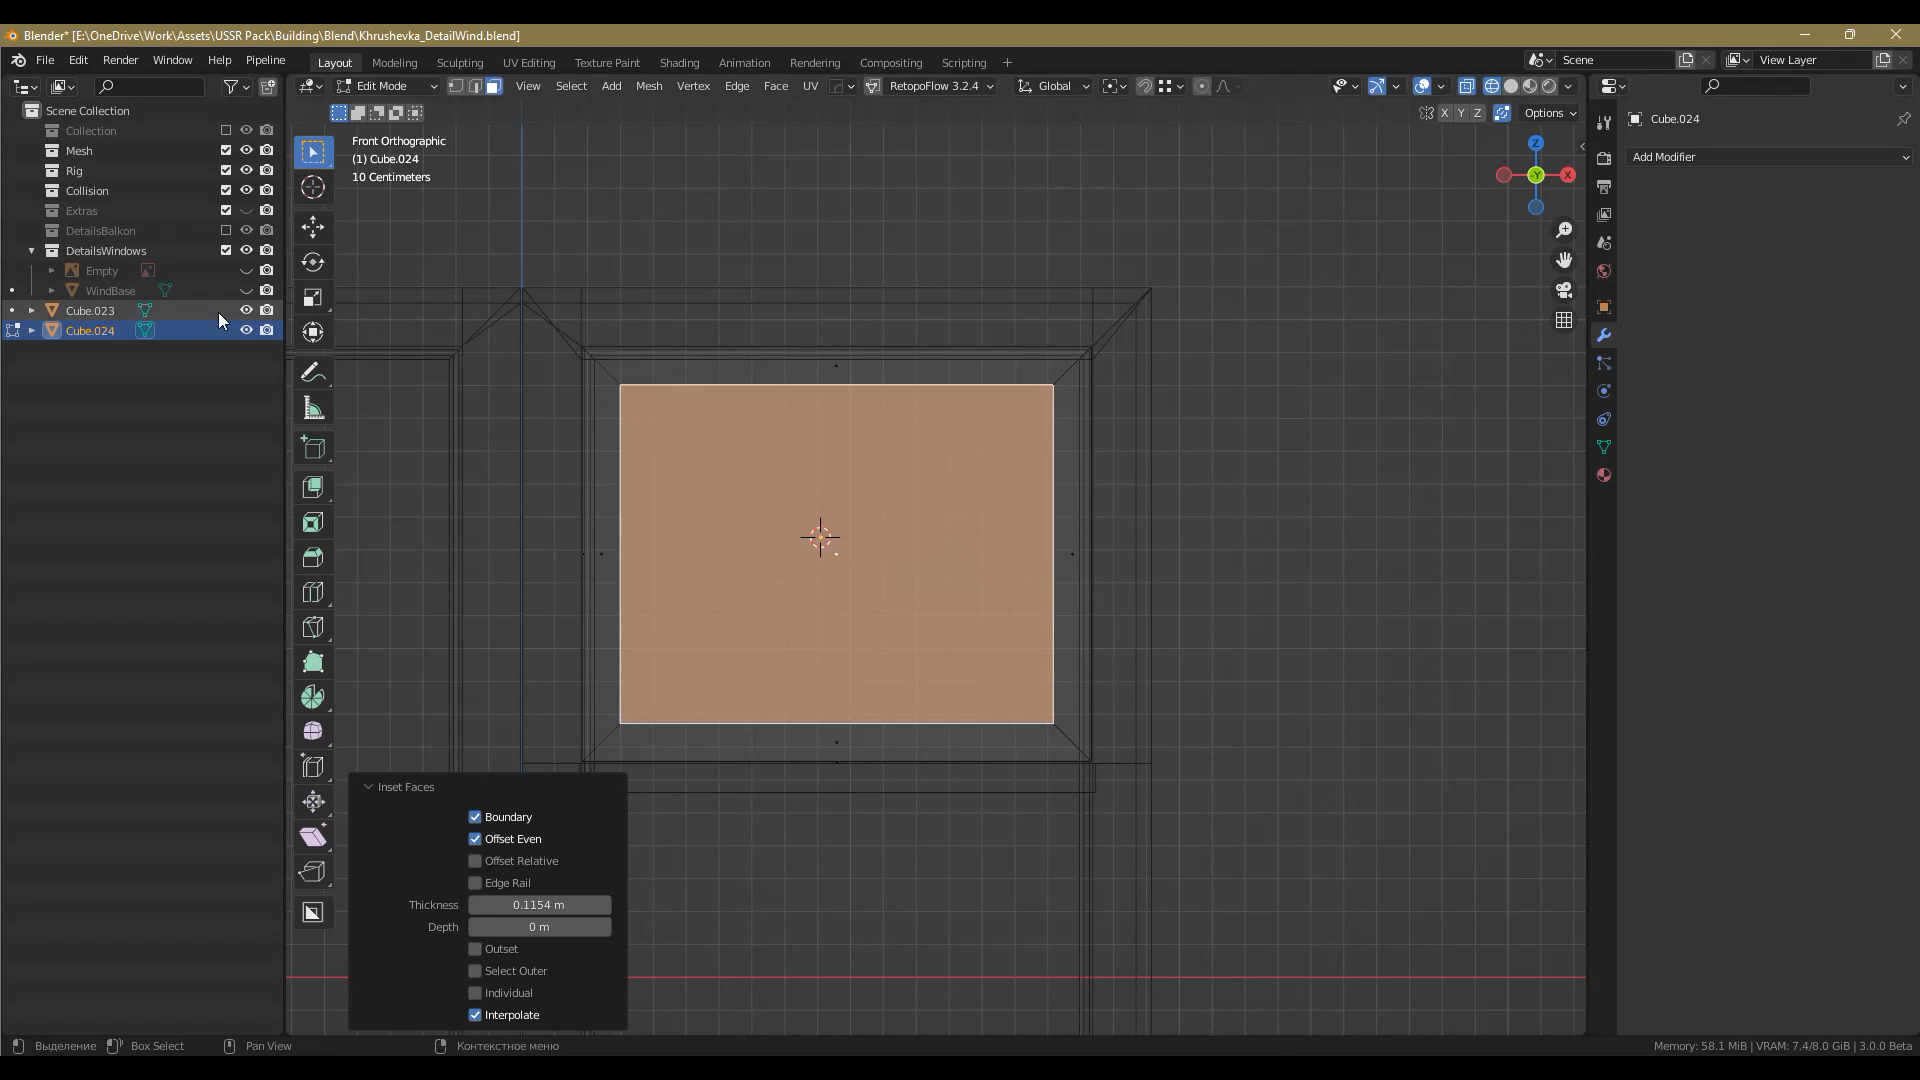 Blender* [E:\OneDrive\Work\Assets\USSR Pack\Building\Blend\Khrushevka_DetailWind.blend]
File Edit Render Window Help Pipeline
Layout Modeling Sculpting UV Editing Texture Paint Shading Animation Rendering Compositing Scripting +
Scene
View Layer
Edit Mode
View Select Add Mesh Vertex Edge Face UV
RetopoFlow 3.2.4
Global
X Y Z
Options
Scene Collection
Collection
Mesh
Rig
Collision
Extras
DetailsBalkon
DetailsWindows
Empty
WindBase
Cube.023
Cube.024
Front Orthographic
(1) Cube.024
10 Centimeters
Z
-Y
X
Cube.024
Add Modifier
Inset Faces
Boundary
Offset Even
Offset Relative
Edge Rail
Thickness 0.1154 m
Depth 0 m
Outset
Select Outer
Individual
Interpolate
Выделение
Box Select
Pan View
Контекстное меню
Memory: 58.1 MiB | VRAM: 7.4/8.0 GiB | 3.0.0 Beta